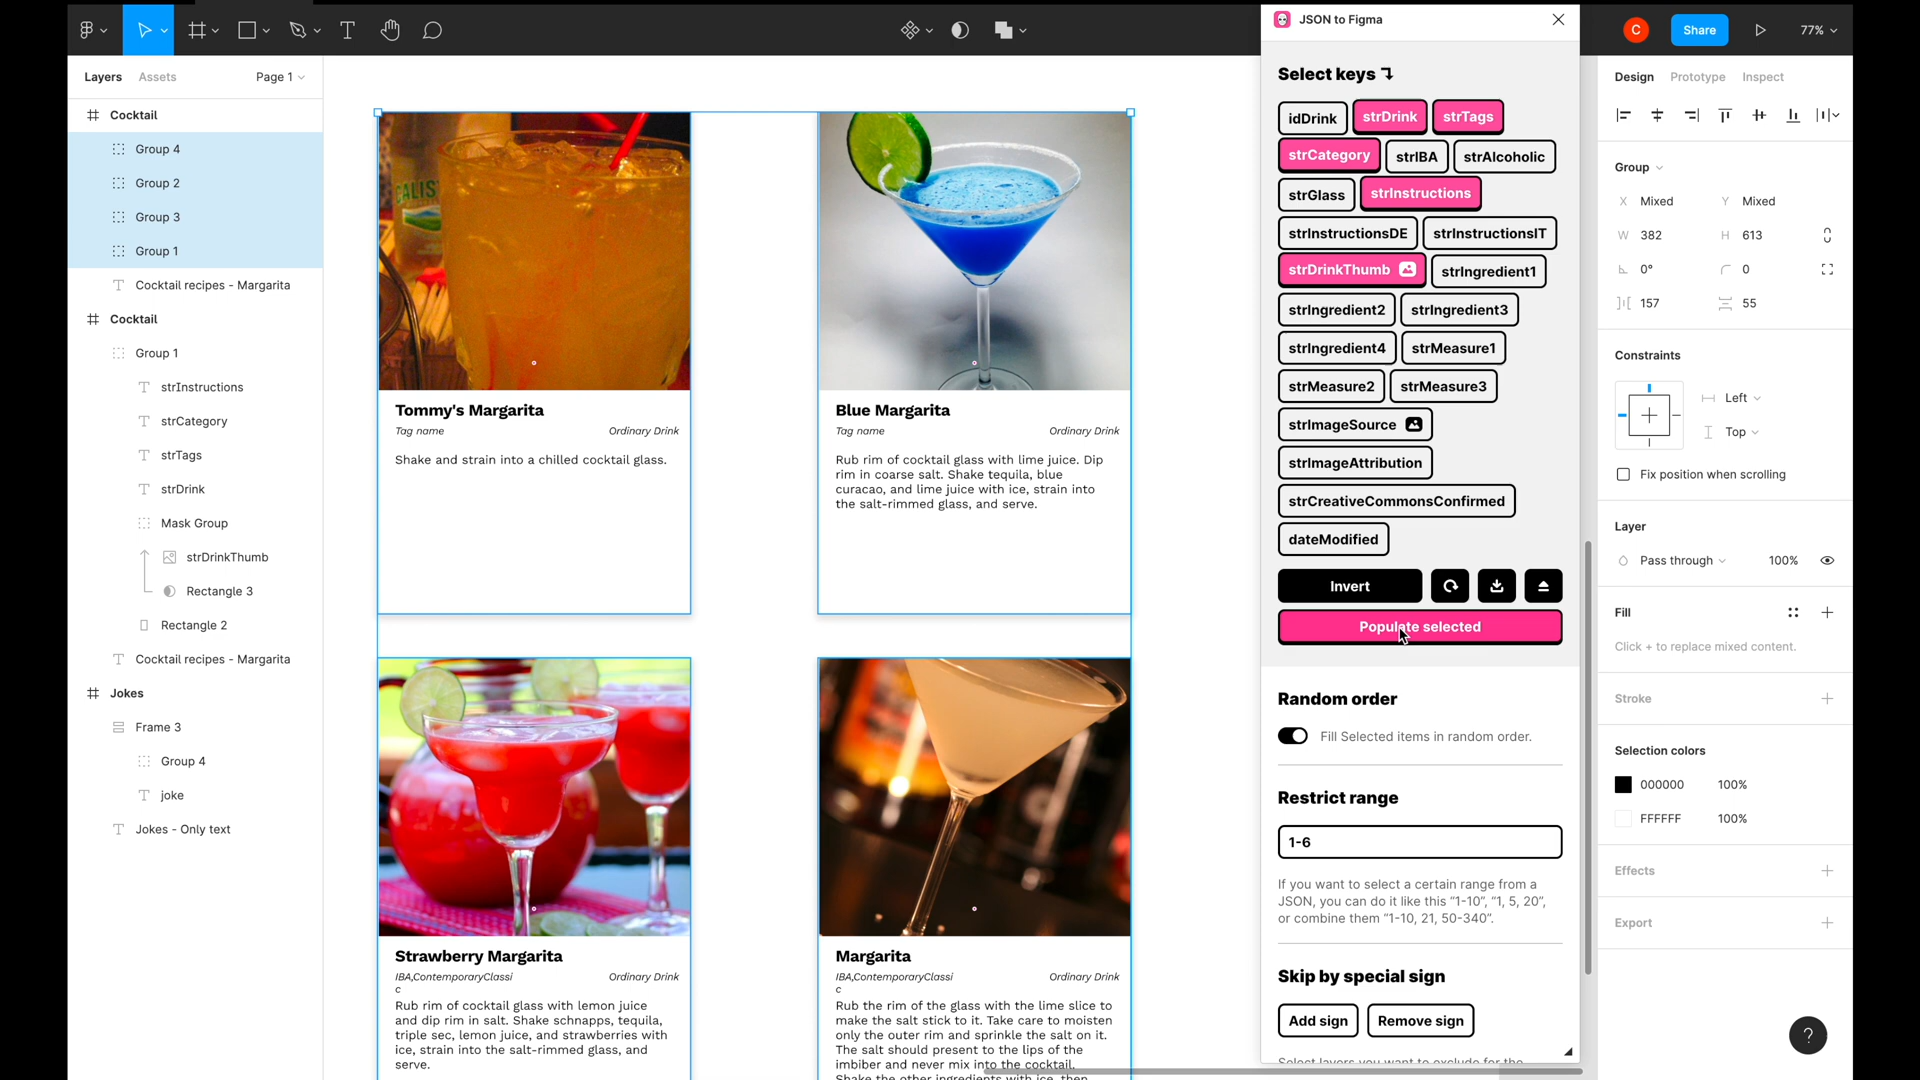 JSON to Figma
C
Share
77%
Layers
Assets
Page 1
Cocktail
Group 4
Group 2
Group 3
Group 1
Cocktail recipes - Margarita
Cocktail
Group 1
strInstructions
strCategory
strTags
strDrink
Mask Group
strDrinkThumb
Rectangle 3
Rectangle 2
Cocktail recipes - Margarita
Jokes
Frame 3
Group 4
joke
Jokes - Only text
Tommy's Margarita
Tag name
Ordinary Drink
Shake and strain into a chilled cocktail glass.
Blue Margarita
Tag name
Ordinary Drink
Rub rim of cocktail glass with lime juice. Dip
rim in coarse salt. Shake tequila, blue
curacao, and lime juice with ice, strain into
the salt-rimmed glass, and serve.
Strawberry Margarita
IBA,ContemporaryClassi
c
Ordinary Drink
Rub rim of cocktail glass with lemon juice
and dip rim in salt. Shake schnapps, tequila,
triple sec, lemon juice, and strawberries with
ice, strain into the salt-rimmed glass, and
serve.
Margarita
IBA,ContemporaryClassi
c
Ordinary Drink
Rub the rim of the glass with the lime slice to
make the salt stick to it. Take care to moisten
only the outer rim and sprinkle the salt on it.
The salt should present to the lips of the
imbiber and never mix into the cocktail.
Shake the other ingredients with ice, then
Select keys
idDrink strDrink strTags
strCategory strIBA strAlcoholic
strGlass strInstructions
strInstructionsDE strInstructionsIT
strDrinkThumb strIngredient1
strIngredient2 strIngredient3
strIngredient4 strMeasure1
strMeasure2 strMeasure3
strImageSource
strImageAttribution
strCreativeCommonsConfirmed
dateModified
Invert
Populate selected
Random order
Fill Selected items in random order.
Restrict range
1-6
If you want to select a certain range from a
JSON, you can do it like this “1-10”, “1, 5, 20”,
or combine them “1-10, 21, 50-340”.
Skip by special sign
Add sign Remove sign
Select layers you want to exclude for the
Design
Prototype
Inspect
Group
X Mixed Y Mixed
W 382 H 613
0° 0
157 55
Constraints
Left
Top
Fix position when scrolling
Layer
Pass through 100%
Fill
Click + to replace mixed content.
Stroke
Selection colors
000000 100%
FFFFFF 100%
Effects
Export
?